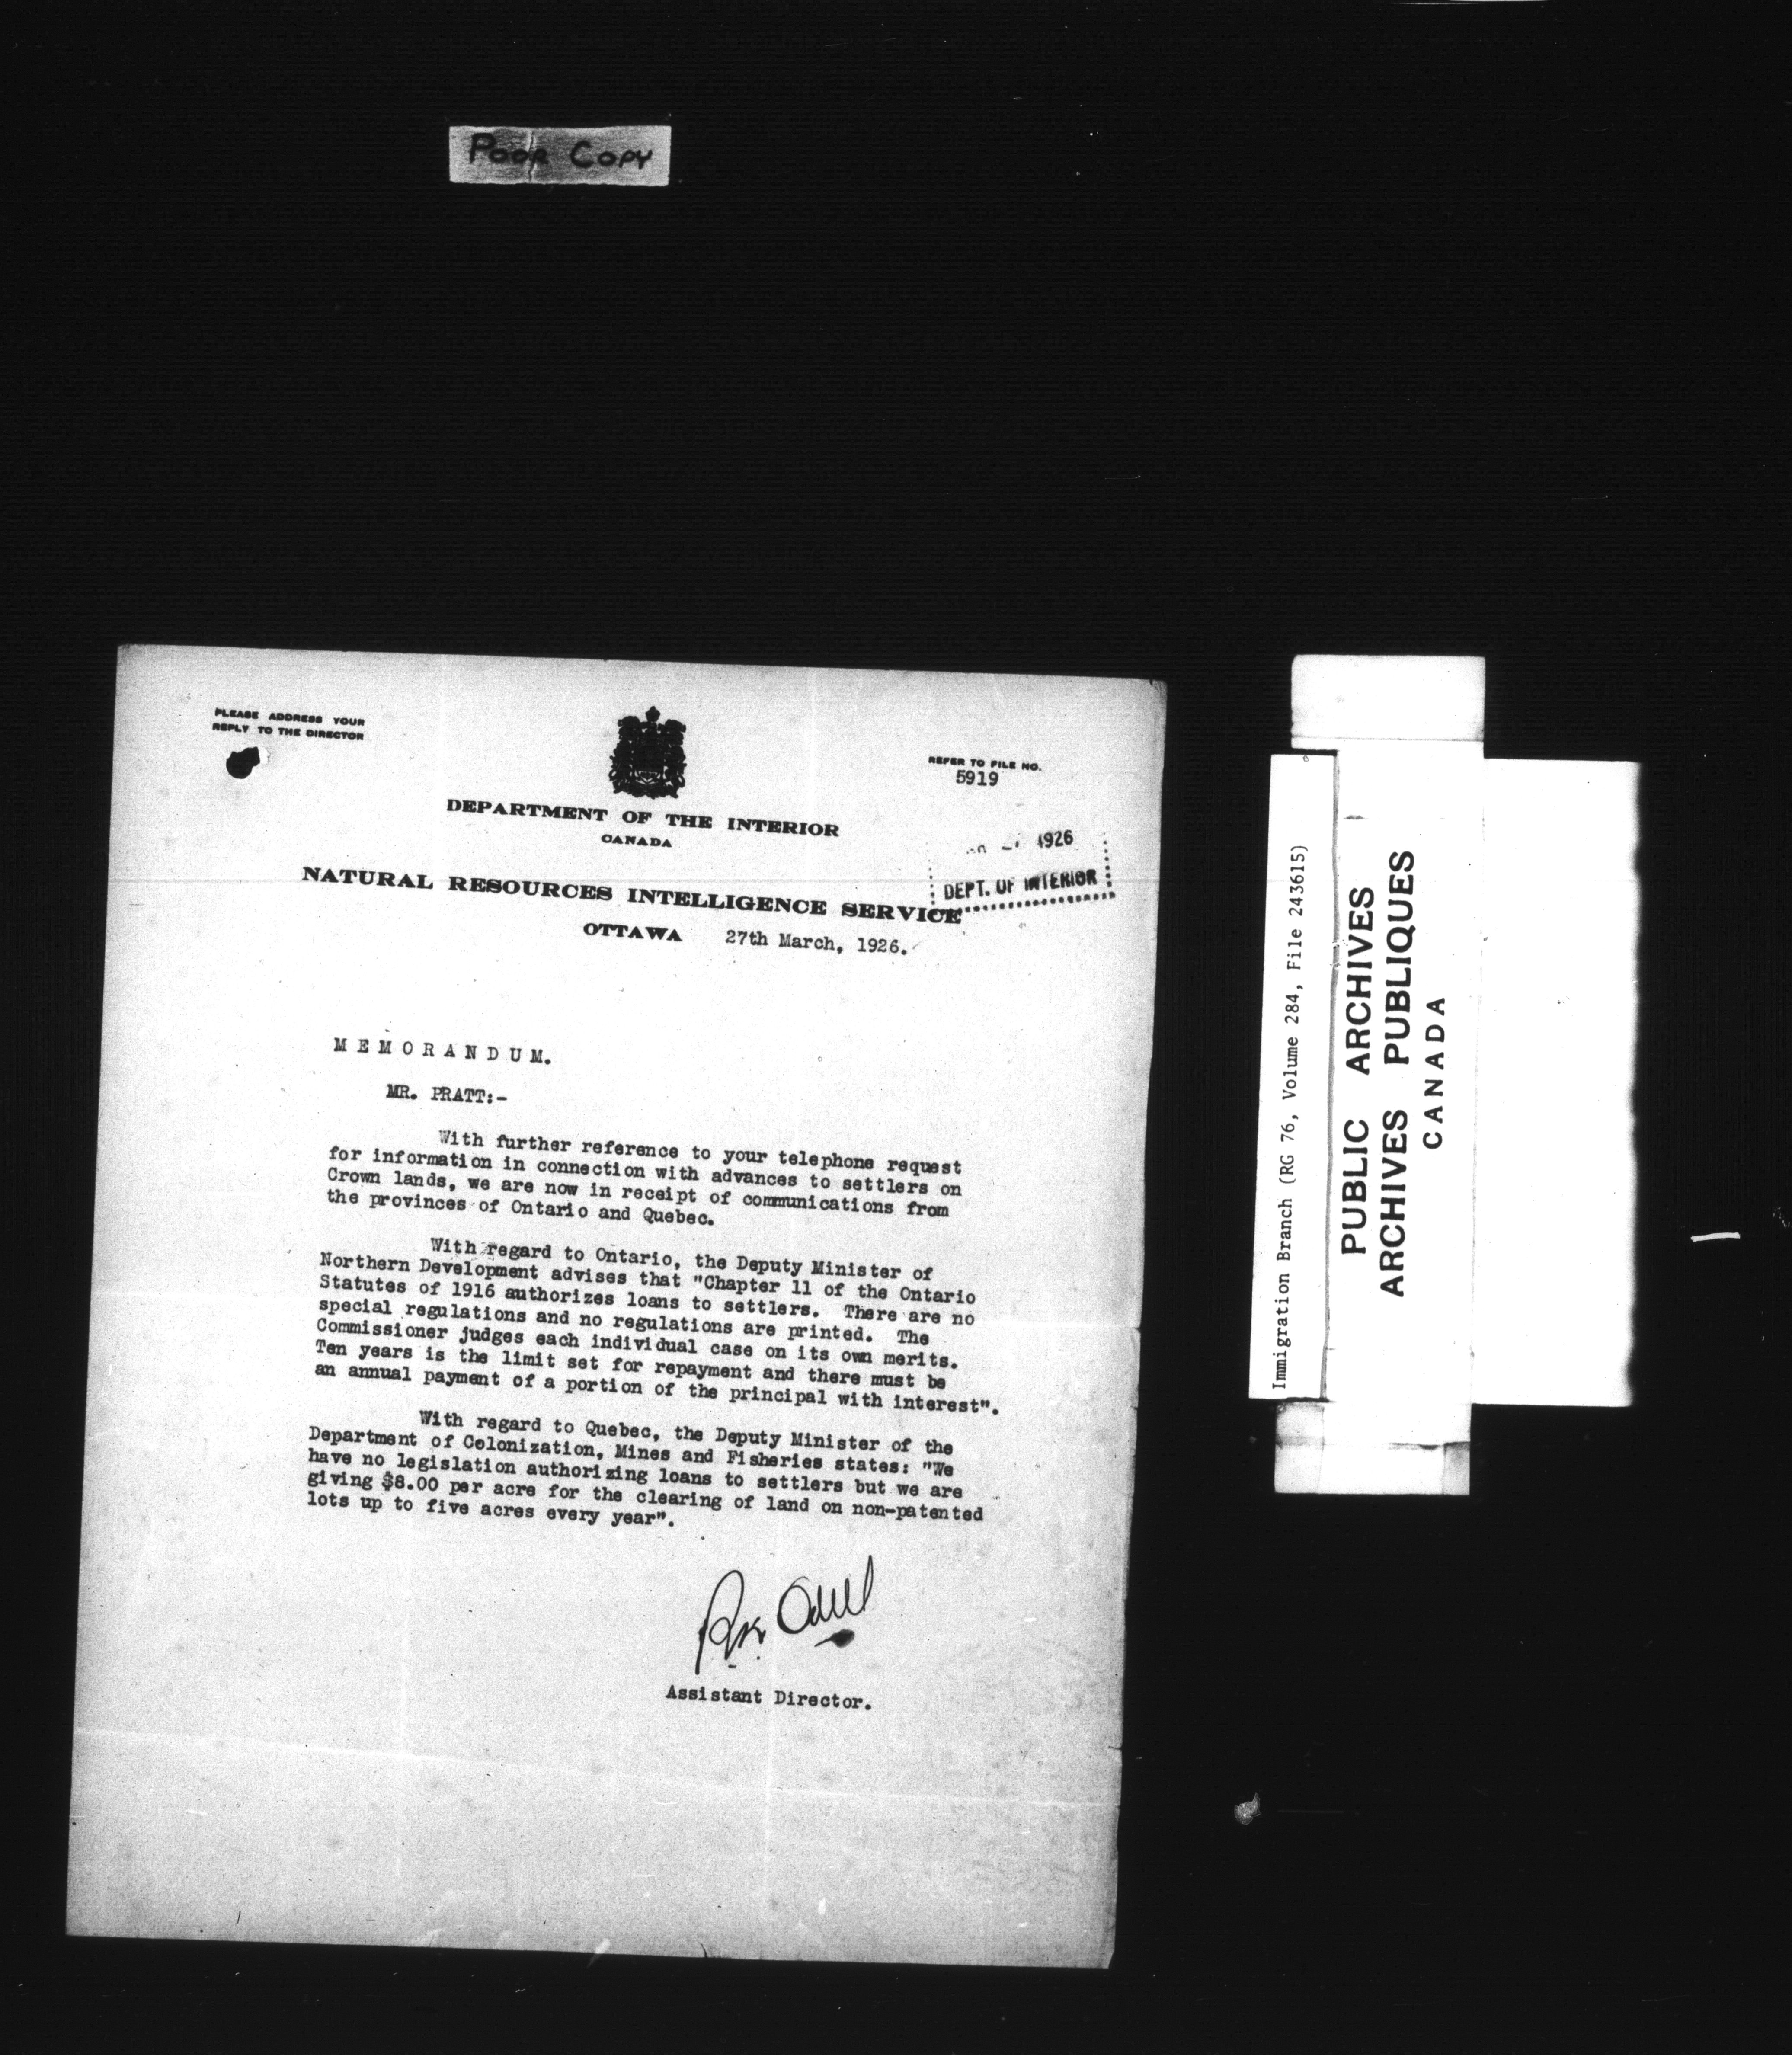 Poor Copy
PLEASE ADDRESS YOUR
REPLY TO THE DIRECTOR
REFER TO FILE NO.
5919
DEPARTMENT OF THE INTERIOR
CANADA
1926
DEPT. OF INTERIOR
NATURAL RESOURCES INTELLIGENCE SERVICE
OTTAWA 27th March, 1926.
MEMORANDUM.
MR. PRATT:-
With further reference to your telephone request
for information in connection with advances to settlers on
Crown lands, we are now in receipt of communications from
the provinces of Ontario and Quebec.
With regard to Ontario, the Deputy Minister of
Northern Development advises that "Chapter 11 of the Ontario
Statutes of 1916 authorizes loans to settlers. There are no
special regulations and no regulations are printed. The
Commissioner judges each individual case on its own merits.
Ten years is the limit set for repayment and there must be
an annual payment of a portion of the principal with interest".
With regard to Quebec, the Deputy Minister of the
Department of Colonization, Mines and Fisheries states: "We
have no legislation authorizing loans to settlers but we are
giving $8.00 per acre for the clearing of land on non-patented
lots up to five acres every year".
Assistant Director.
Immigration Branch (RG 76, Volume 284, File 243615)
PUBLIC ARCHIVES
ARCHIVES PUBLIQUES
CANADA